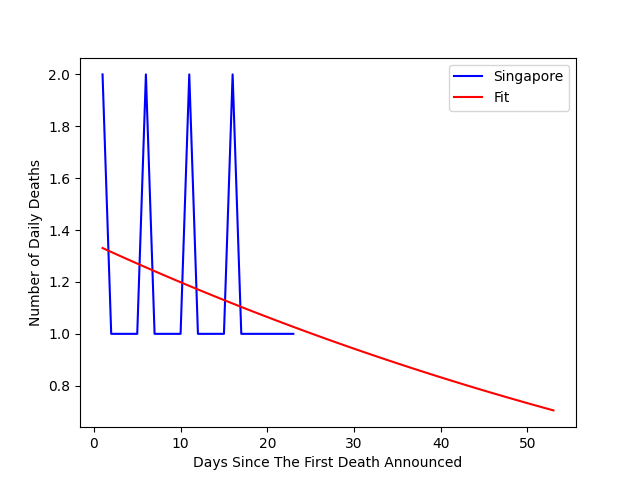 Singapore
Fit
2.0
1.8
1.6
1.4
1.2
1.0
0.8
Number of Daily Deaths
0 10 20 30 40 50
Days Since The First Death Announced